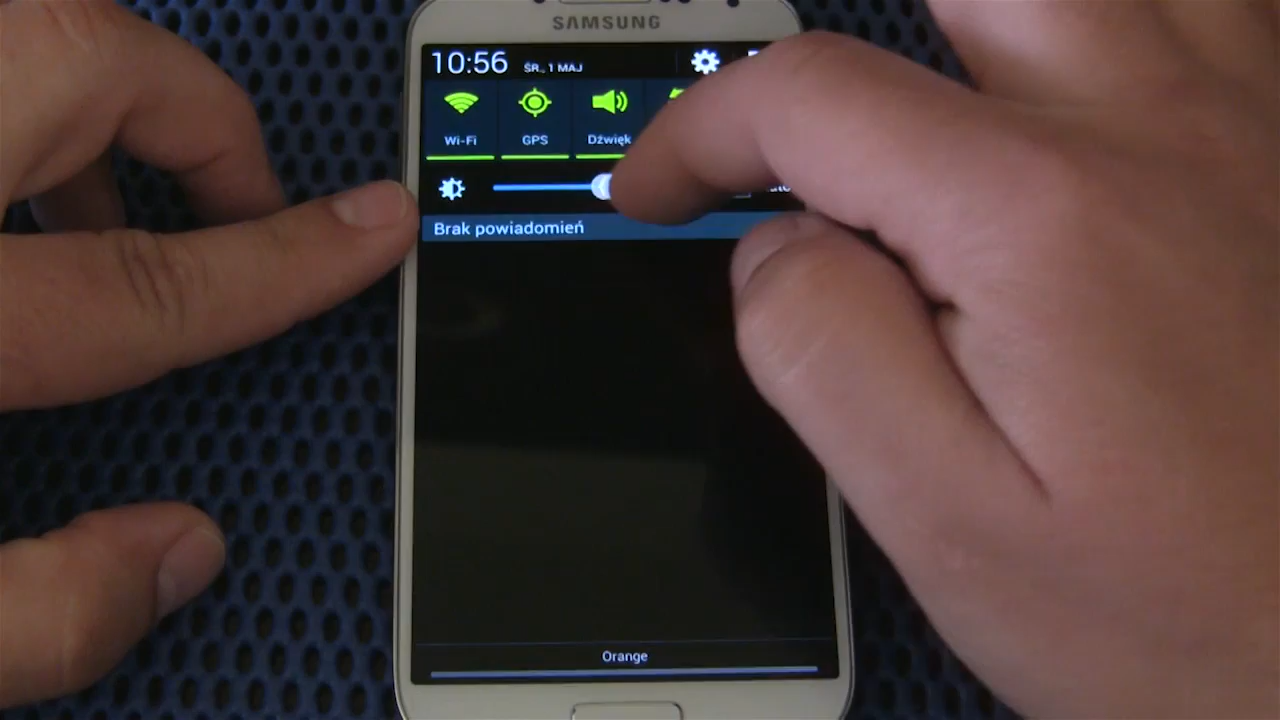 SAMSUNG
10:56 ŚR., 1 MAJ
Wi-Fi GPS Dźwięk
Brak powiadomień
Orange